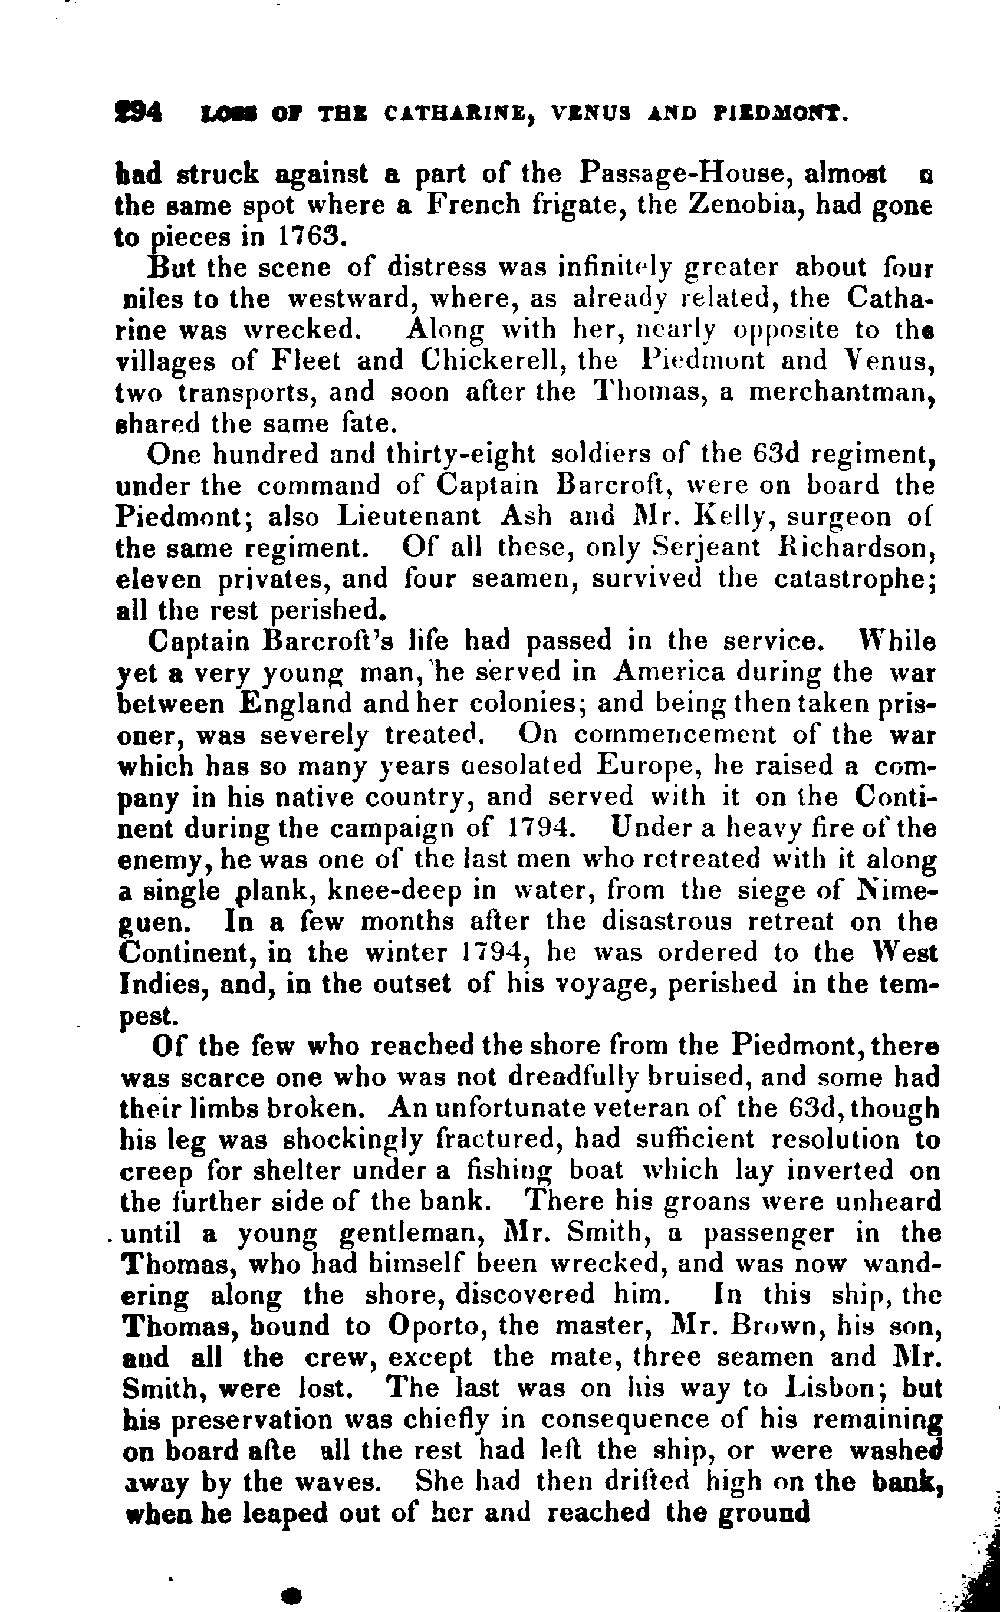 294 LOSS OF THE CATHARINE, VENUS AND PIEDMONT.
had struck against a part of the Passage-House, almost
the same spot where a French frigate, the Zenobia, had gone
to pieces in 1763.
But the scene of distress was infinitely greater about four
niles to the westward, where, as already related, the Catha-
rine was wrecked. Along with her, nearly opposite to the
villages of Fleet and Chickerell, the Piedmont and Venus,
two transports, and soon after the Thomas, a merchantman,
shared the same fate.
One hundred and thirty-eight soldiers of the 63d regiment,
under the command of Captain Barcroft, were on board the
Piedmont; also Lieutenant Ash and Mr. Kelly, surgeon of
the same regiment. Of all these, only Serjeant Richardson,
eleven privates, and four seamen, survived the catastrophe;
all the rest perished.
Captain Barcroft's life had passed in the service. While
yet a very young man, he served in America during the war
between England and her colonies; and being then taken pris-
oner, was severely treated. On commencement of the war
which has so many years desolated Europe, he raised a com-
pany in his native country, and served with it on the Conti-
nent during the campaign of 1794. Under a heavy fire of the
enemy, he was one of the last men who retreated with it along
a single plank, knee-deep in water, from the siege of Nime-
guen. In a few months after the disastrous retreat on the
Continent, in the winter 1794, he was ordered to the West
Indies, and, in the outset of his voyage, perished in the tem-
pest.
Of the few who reached the shore from the Piedmont, there
was scarce one who was not dreadfully bruised, and some had
their limbs broken. An unfortunate veteran of the 63d, though
his leg was shockingly fractured, had sufficient resolution to
creep for shelter under a fishing boat which lay inverted on
the further side of the bank. There his groans were unheard
until a young gentleman, Mr. Smith, a passenger in the
Thomas, who had himself been wrecked, and was now wand-
ering along the shore, discovered him. In this ship, the
Thomas, bound to Oporto, the master, Mr. Brown, his son,
and all the crew, except the mate, three seamen and Mr.
Smith, were lost. The last was on his way to Lisbon; but
his preservation was chiefly in consequence of his remaining
on board afte all the rest had left the ship, or were washed
away by the waves. She had then drifted high on the bank,
when he leaped out of her and reached the ground